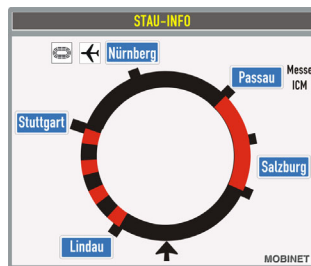 STAU-INFO
Nürnberg
Passau
Messe
ICM
Stuttgart
Salzburg
Lindau
MOBINET